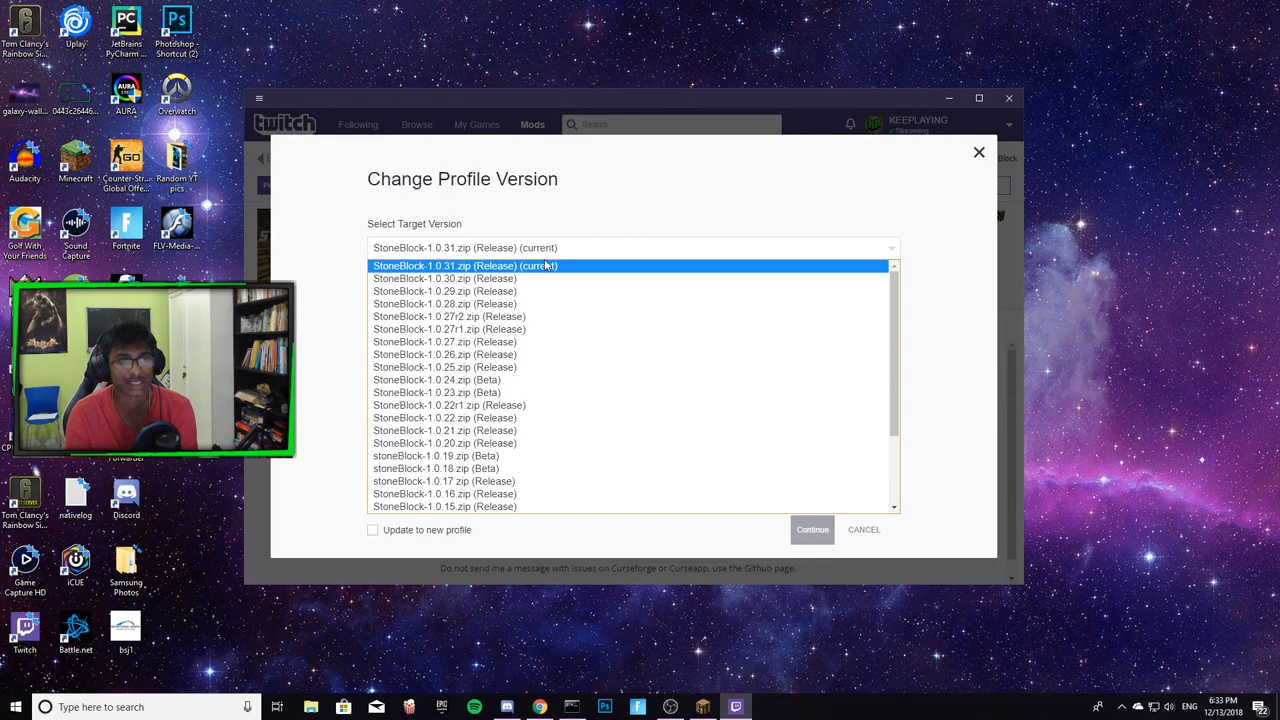 Tom Clancy's
Rainbow Si...
Uplay
JetBrains
PyCharm ...
Photdshop -
Shortcut (2)
galaxy-wall...
0443c26446...
AURA
Overwatch
Audacity
Minecraft
Counter-Str...
Global Offe...
Random YT
pics
Golf With
Your Friends
Sound
Capture
Fortnite
FLV-Media-...
twitch
Following
Browse
My Games
Mods
Search
KEEPLAYING
Streaming
Block
Change Profile Version
Select Target Version
StoneBlock-1.0.31.zip (Release) (current)
StoneBlock-1.0.31.zip (Release) (current)
StoneBlock-1.0.30.zip (Release)
StoneBlock-1.0.29.zip (Release)
StoneBlock-1.0.28.zip (Release)
StoneBlock-1.0.27r2.zip (Release)
StoneBlock-1.0.27r1.zip (Release)
StoneBlock-1.0.27.zip (Release)
StoneBlock-1.0.26.zip (Release)
StoneBlock-1.0.25.zip (Release)
StoneBlock-1.0.24.zip (Beta)
StoneBlock-1.0.23.zip (Beta)
StoneBlock-1.0.22r1.zip (Release)
StoneBlock-1.0.22.zip (Release)
StoneBlock-1.0.21.zip (Release)
StoneBlock-1.0.20.zip (Release)
stoneBlock-1.0.19.zip (Beta)
stoneBlock-1.0.18.zip (Beta)
stoneBlock-1.0.17.zip (Release)
StoneBlock-1.0.16.zip (Release)
StoneBlock-1.0.15.zip (Release)
Update to new profile
Continue
CANCEL
Do not send me a message with issues on Curseforge or Curseapp, use the Github page.
Tom Clancy's
Rainbow Si...
nativelog
Discord
Game
Capture HD
iCUE
Samsung
Photos
Twitch
Battle.net
bsj1
Type here to search
6:33 PM
12/13/2018
22